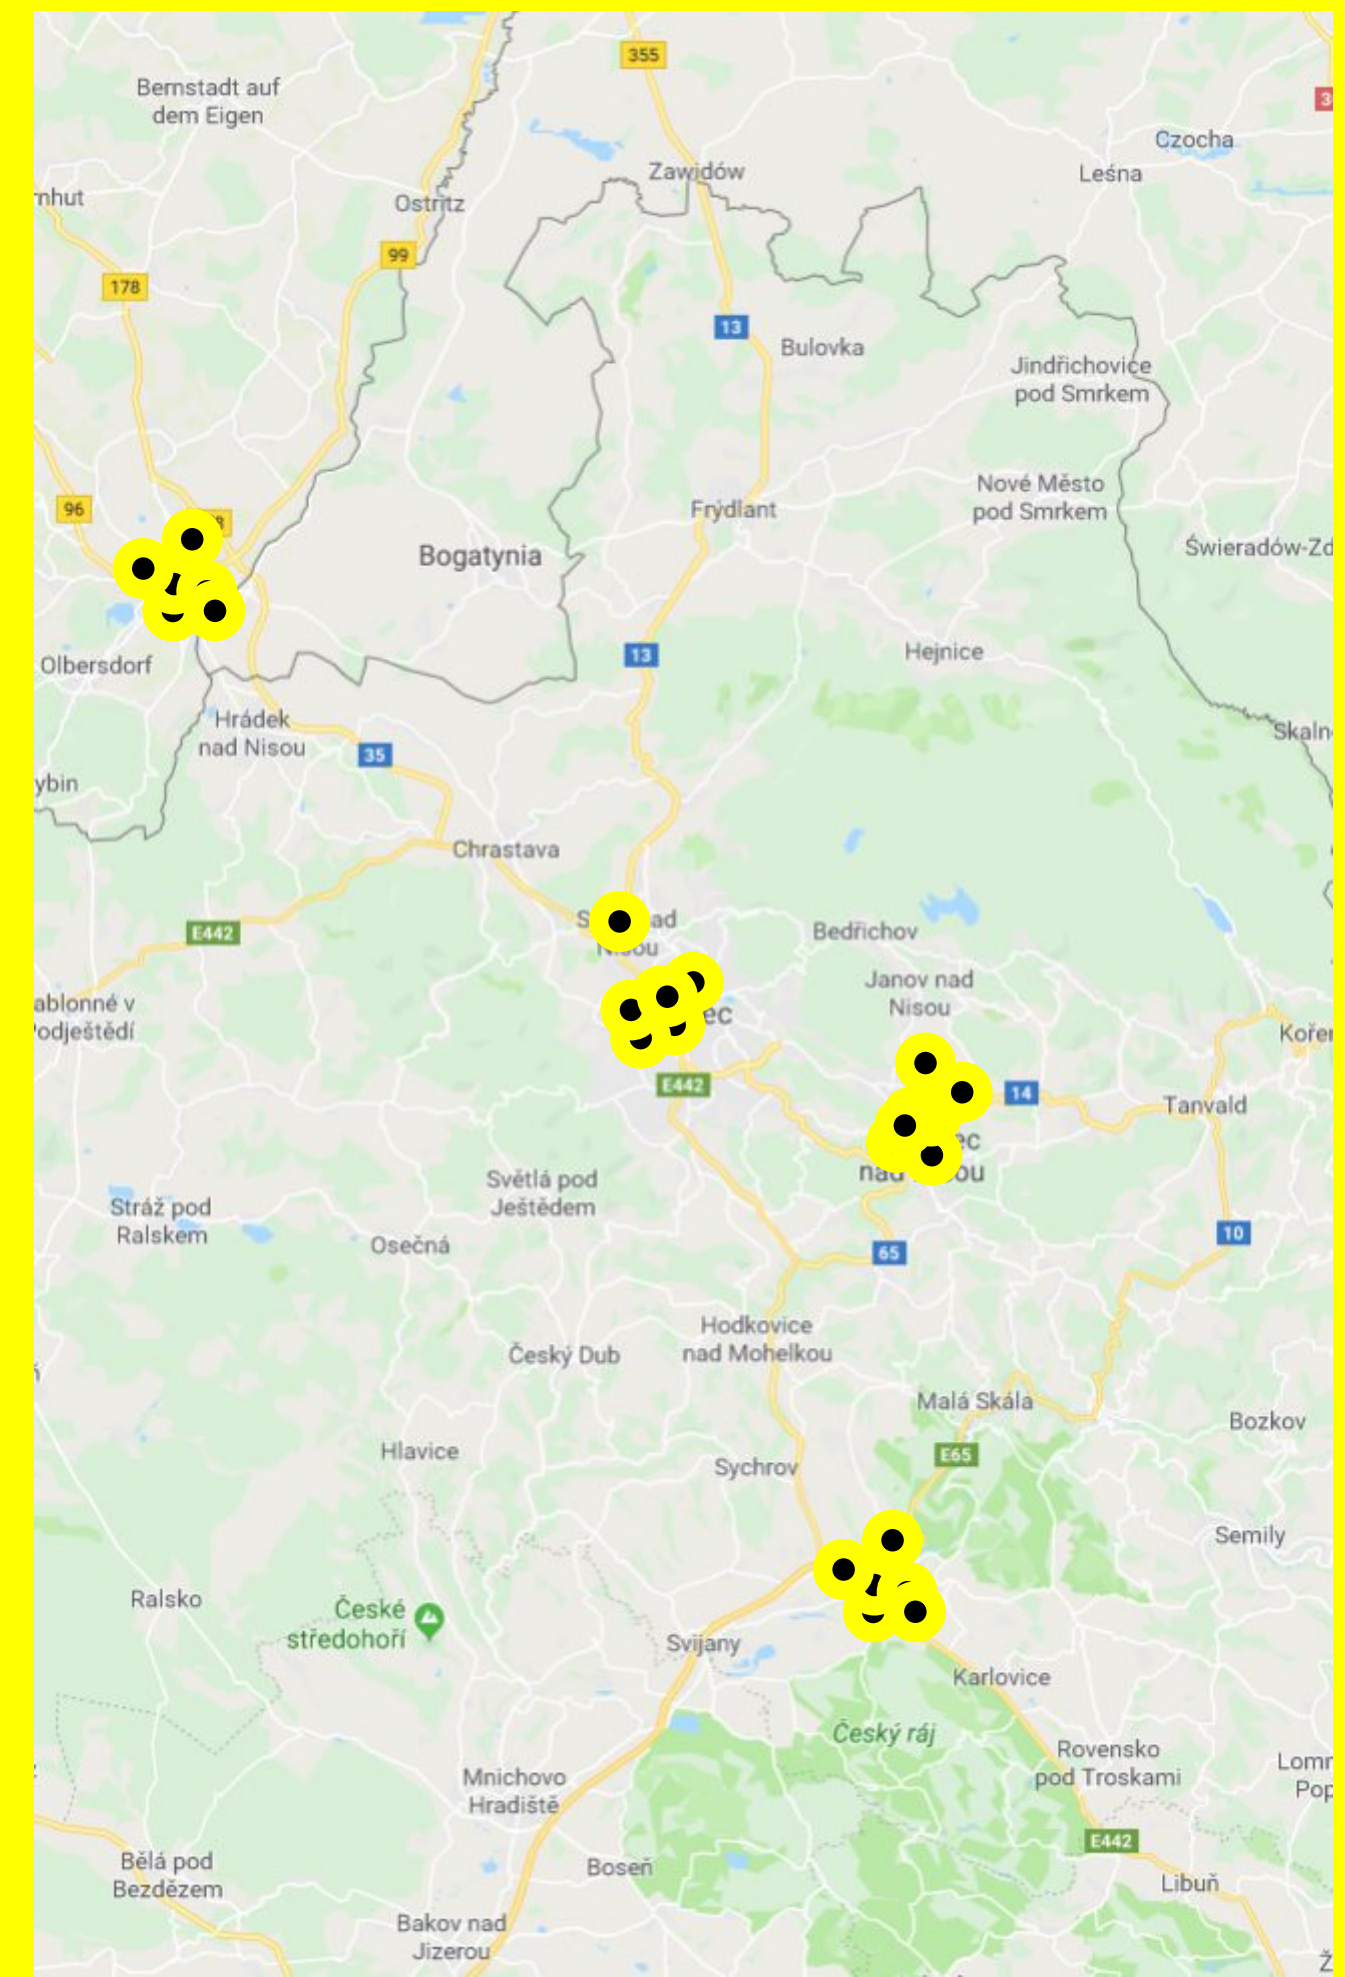 355
Bernstadt auf
dem Eigen
Czocha
Zawidów
Leśna
Ostritz
99
178
13
Bulovka
Jindřichovice
pod Smrkem
96
Nové Město
pod Smrkem
Frýdlant
Bogatynia
13
Hejnice
Olbersdorf
Hrádek
nad Nisou
35
Chrastava
E442
Bedřichov
Janov nad
Nisou
E442
14
Tanvald
Světlá pod
Ještědem
Stráž pod
Ralskem
Osečná
10
65
Hodkovice
nad Mohelkou
Český Dub
Malá Skála
Bozkov
Hlavice
E65
Sychrov
Semily
Ralsko
České
středohoří
Svijany
Karlovice
Český ráj
Rovensko
pod Troskami
Mnichovo
Hradiště
E442
Bělá pod
Bezdězem
Boseň
Libuň
Bakov nad
Jizerou